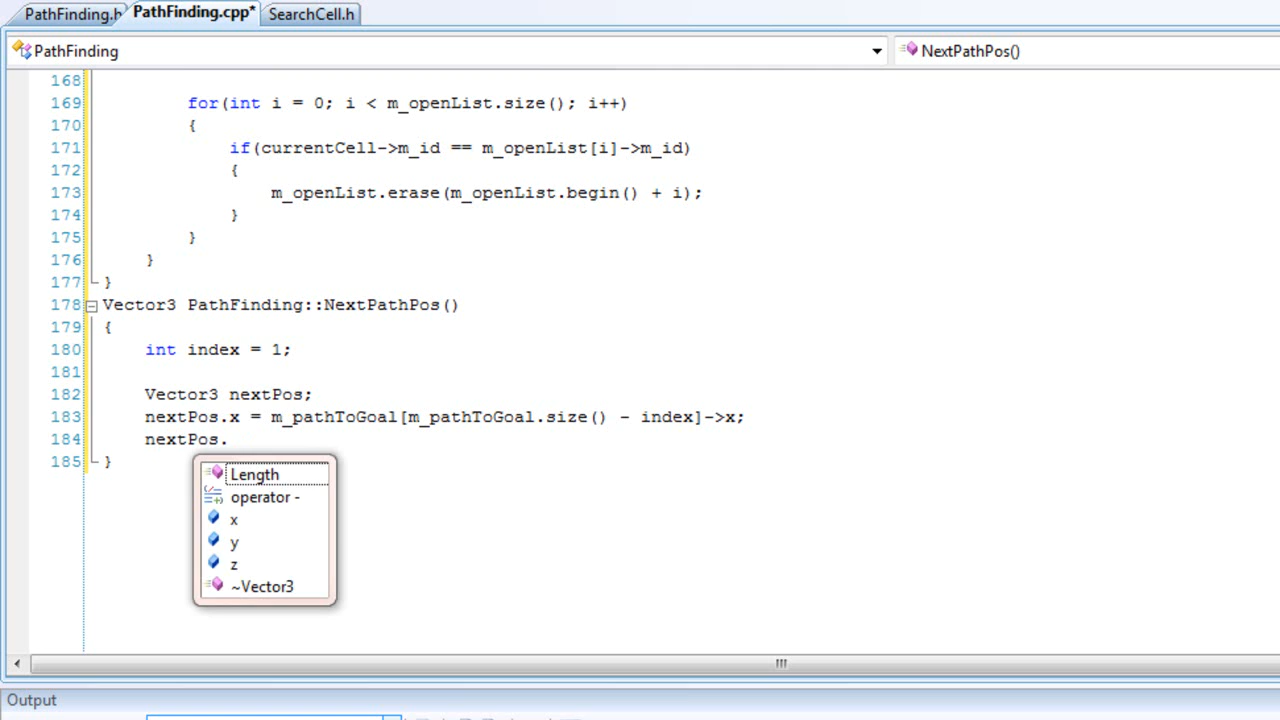 PathFinding.h PathFinding.cpp* SearchCell.h
PathFinding NextPathPos()
168
169 for(int i = 0; i < m_openList.size(); i++)
170 {
171 if(currentCell->m_id == m_openList[i]->m_id)
172 {
173 m_openList.erase(m_openList.begin() + i);
174 }
175 }
176 }
177 }
178 Vector3 PathFinding::NextPathPos()
179 {
180 int index = 1;
181
182 Vector3 nextPos;
183 nextPos.x = m_pathToGoal[m_pathToGoal.size() - index]->x;
184 nextPos.
185 }
Length
operator -
x
y
z
~Vector3
Output